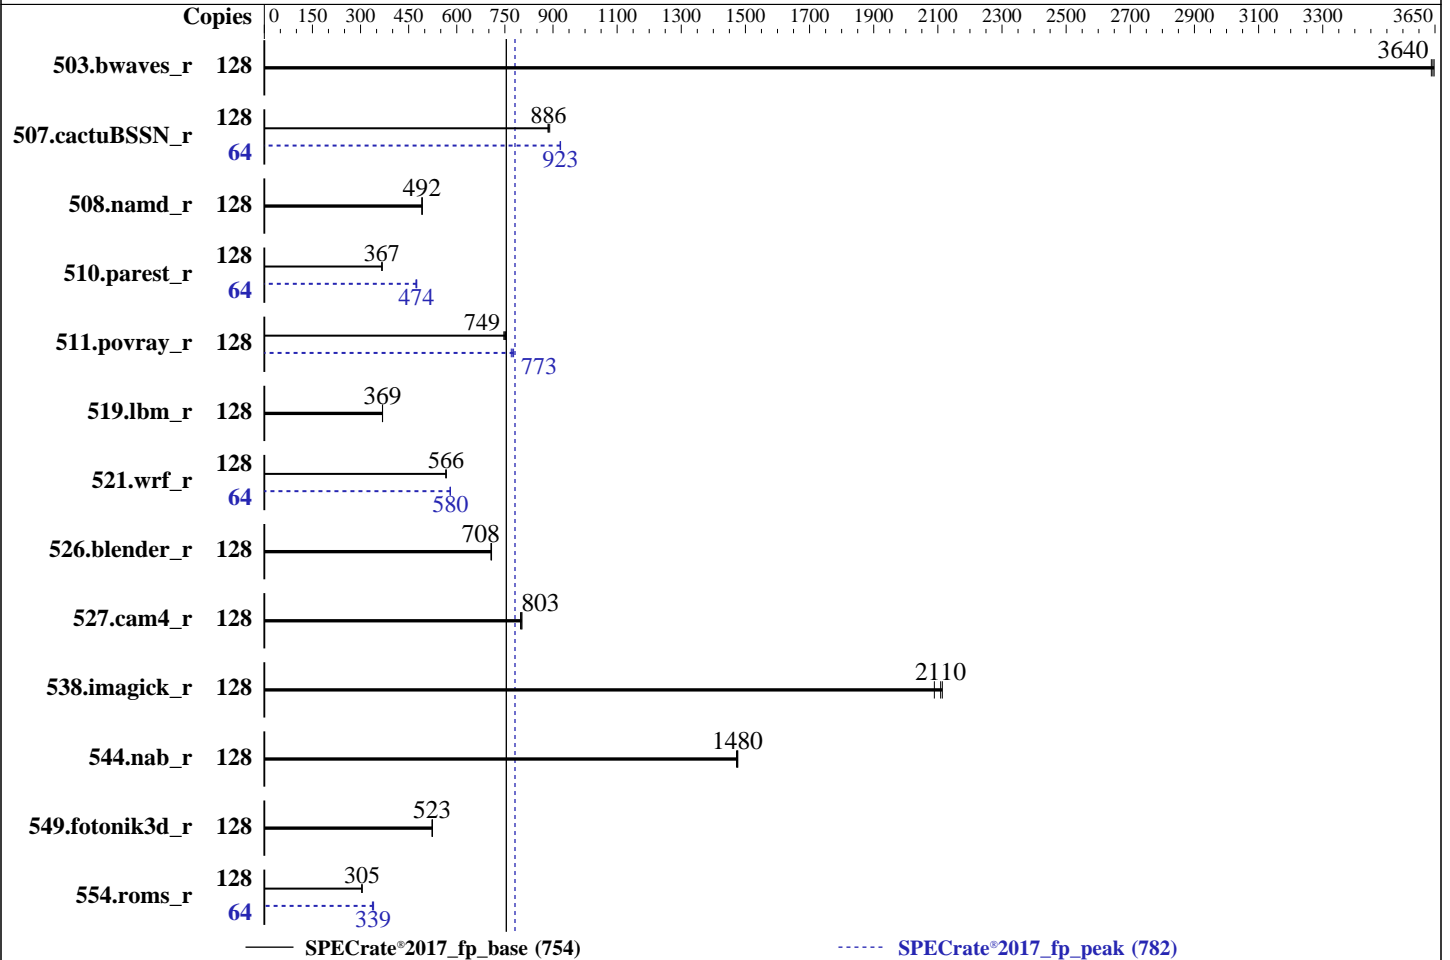 Copies 0 150 300 450 600 750 900 1100 1300 1500 1700 1900 2100 2300 2500 2700 2900 3100 3300 3650
503.bwaves_r 128 3640
507.cactuBSSN_r 128 886
64 923
508.namd_r 128 492
510.parest_r 128 367
64 474
511.povray_r 128 749
773
519.lbm_r 128 369
521.wrf_r 128 566
64 580
526.blender_r 128 708
527.cam4_r 128 803
538.imagick_r 128 2110
544.nab_r 128 1480
549.fotonik3d_r 128 523
554.roms_r 128 305
64 339
SPECrate®2017_fp_base (754) SPECrate®2017_fp_peak (782)